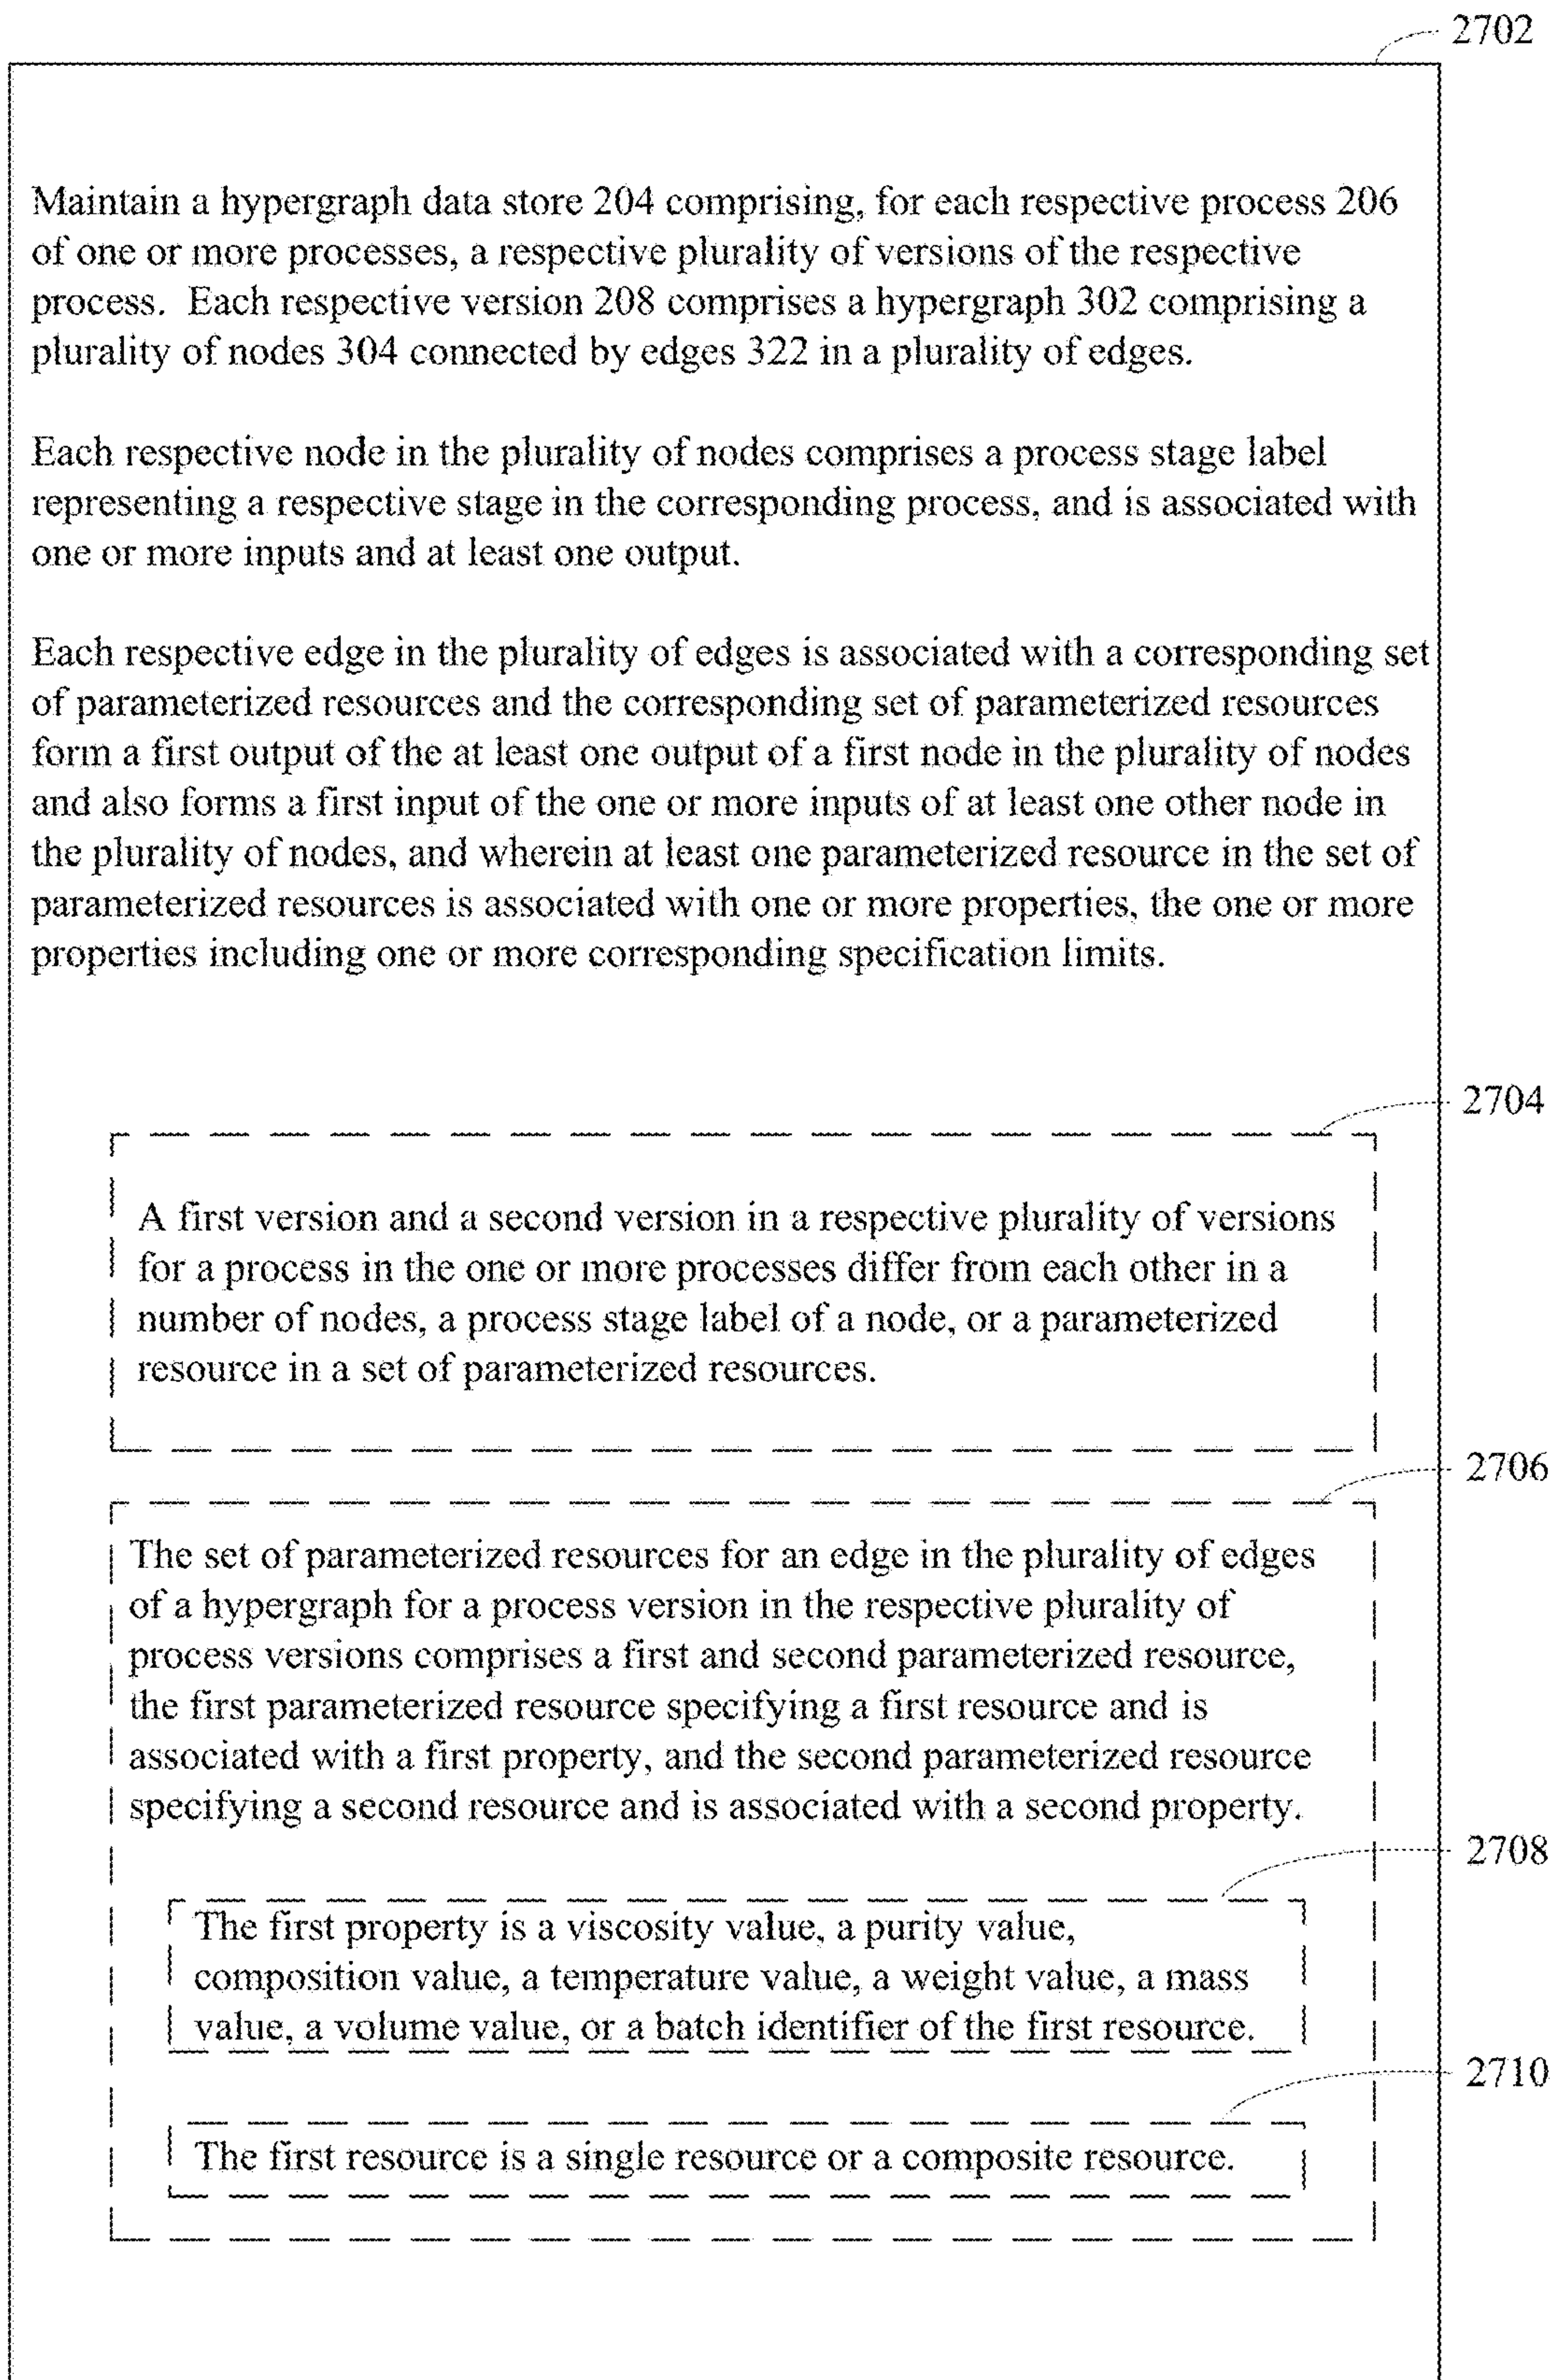 2702
Maintain a hypergraph data store 204 comprising, for each respective process 206
of one or more processes, a respective plurality of versions of the respective
process.  Each respective version 208 comprises a hypergraph 302 comprising a
plurality of nodes 304 connected by edges 322 in a plurality of edges.
Each respective node in the plurality of nodes comprises a process stage label
representing a respective stage in the corresponding process, and is associated with
one or more inputs and at least one output.
Each respective edge in the plurality of edges is associated with a corresponding set
of parameterized resources and the corresponding set of parameterized resources
form a first output of the at least one output of a first node in the plurality of nodes
and also forms a first input of the one or more inputs of at least one other node in
the plurality of nodes, and wherein at least one parameterized resource in the set of
parameterized resources is associated with one or more properties, the one or more
properties including one or more corresponding specification limits.
2704
A first version and a second version in a respective plurality of versions
for a process in the one or more processes differ from each other in a
number of nodes, a process stage label of a node, or a parameterized
resource in a set of parameterized resources.
2706
The set of parameterized resources for an edge in the plurality of edges
of a hypergraph for a process version in the respective plurality of
process versions comprises a first and second parameterized resource,
the first parameterized resource specifying a first resource and is
associated with a first property, and the second parameterized resource
specifying a second resource and is associated with a second property.
2708
The first property is a viscosity value, a purity value,
composition value, a temperature value, a weight value, a mass
value, a volume value, or a batch identifier of the first resource.
2710
The first resource is a single resource or a composite resource.